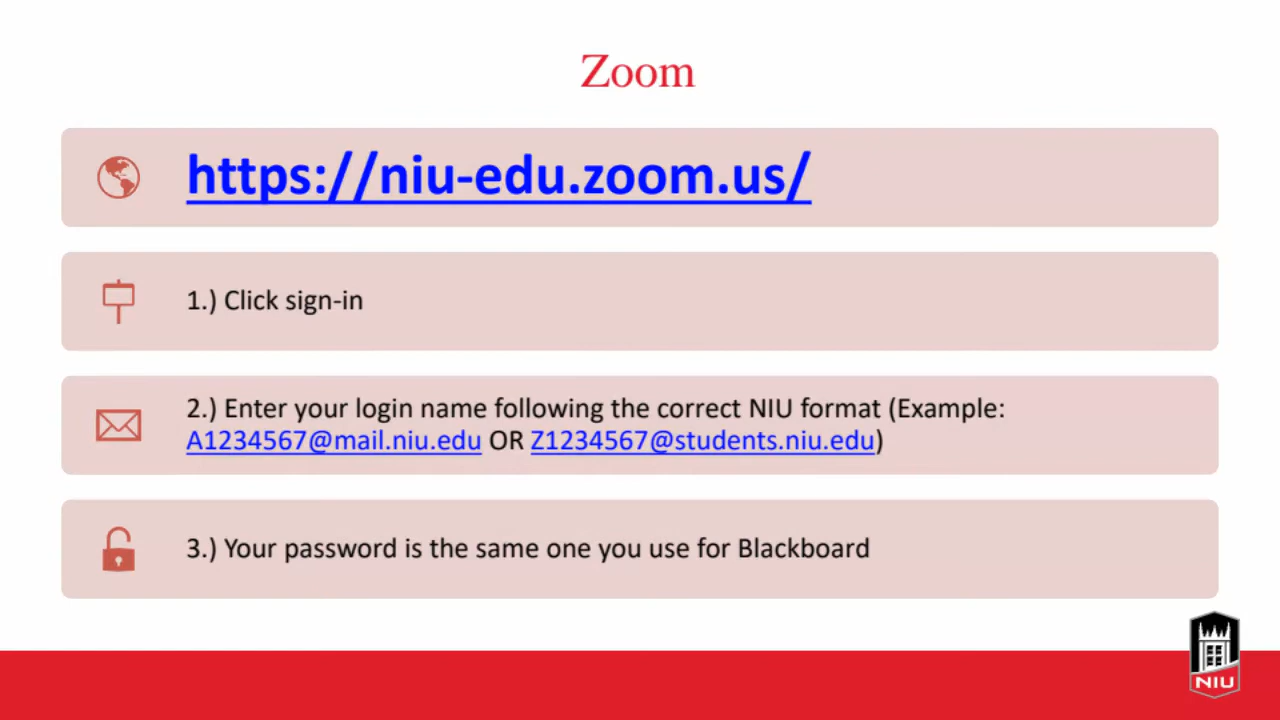 Zoom
https://niu-edu.zoom.us/
1.) Click sign-in
2.) Enter your login name following the correct NIU format (Example:
A1234567@mail.niu.edu OR Z1234567@students.niu.edu)
3.) Your password is the same one you use for Blackboard
NIU